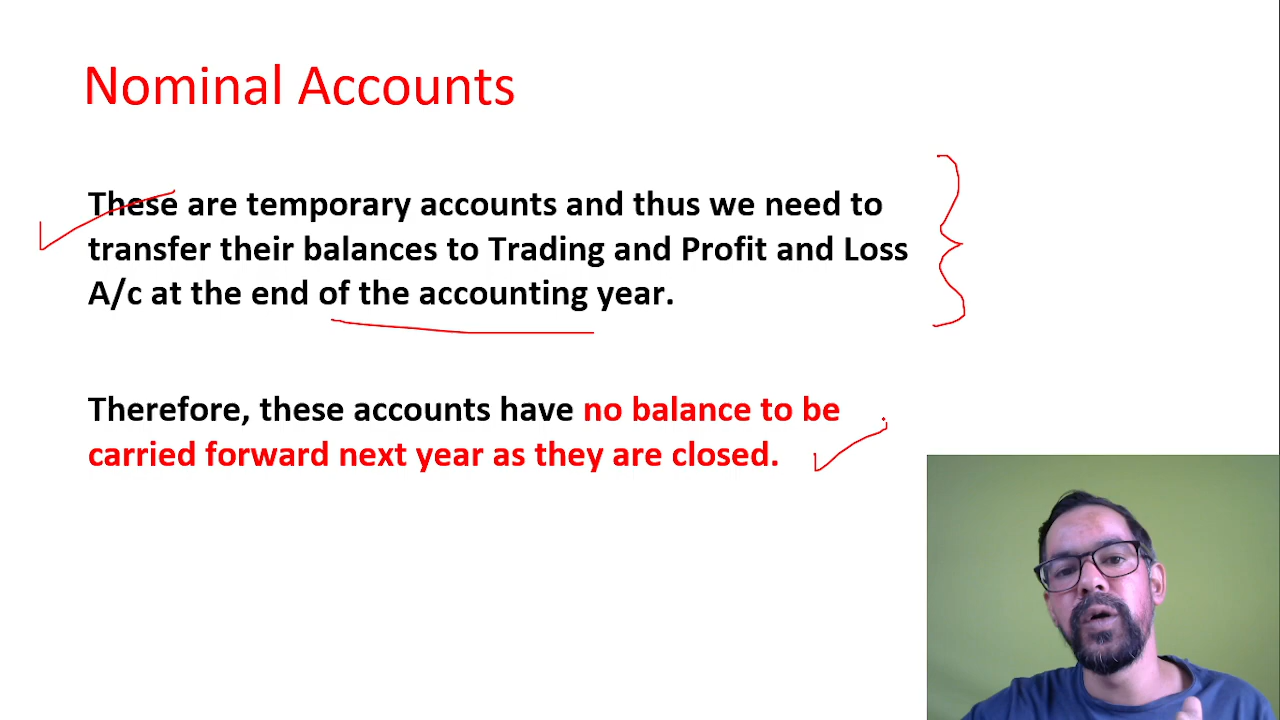 Nominal Accounts
These are temporary accounts and thus we need to
transfer their balances to Trading and Profit and Loss
A/c at the end of the accounting year.
Therefore, these accounts have no balance to be
carried forward next year as they are closed.